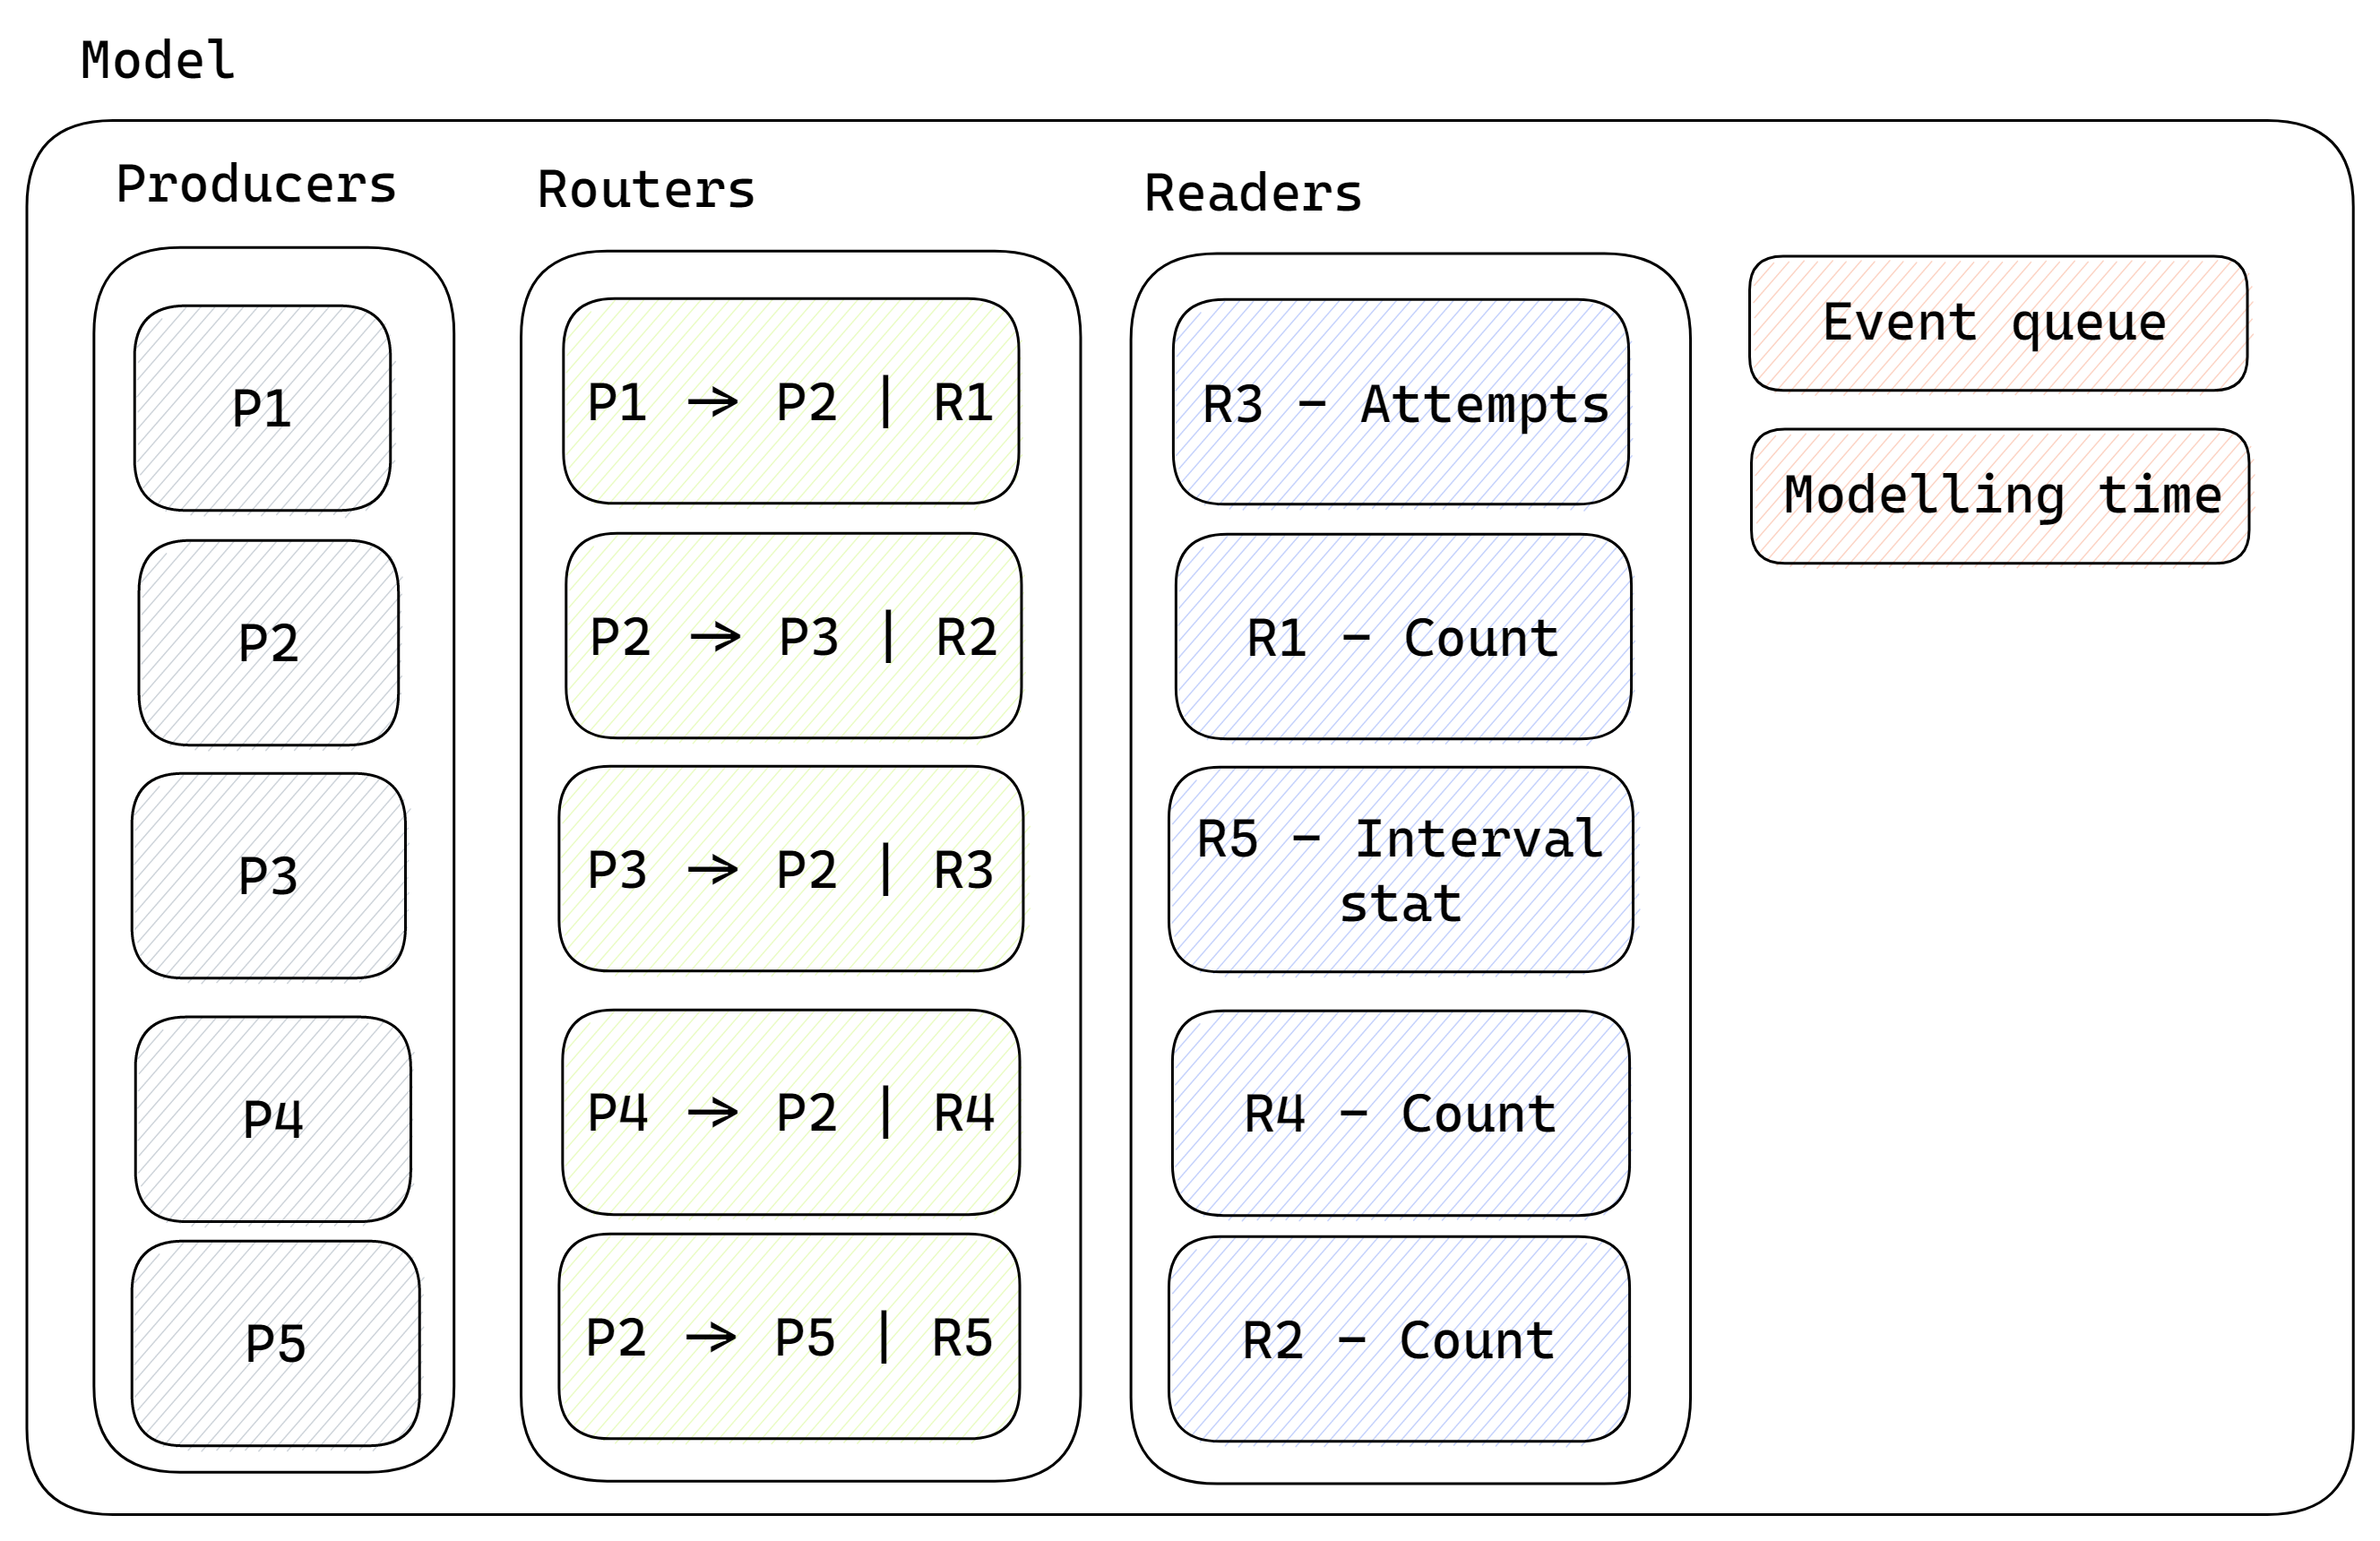 Model
Producers
P1
P2
P3
P4
P5
Routers
P1 → P2 | R1
P2 → P3 | R2
P3 → P2 | R3
P4 → P2 | R4
P2 → P5 | R5
Readers
R3 - Attempts
R1 - Count
R5 - Interval
stat
R4 - Count
R2 - Count
Event queue
Modelling time